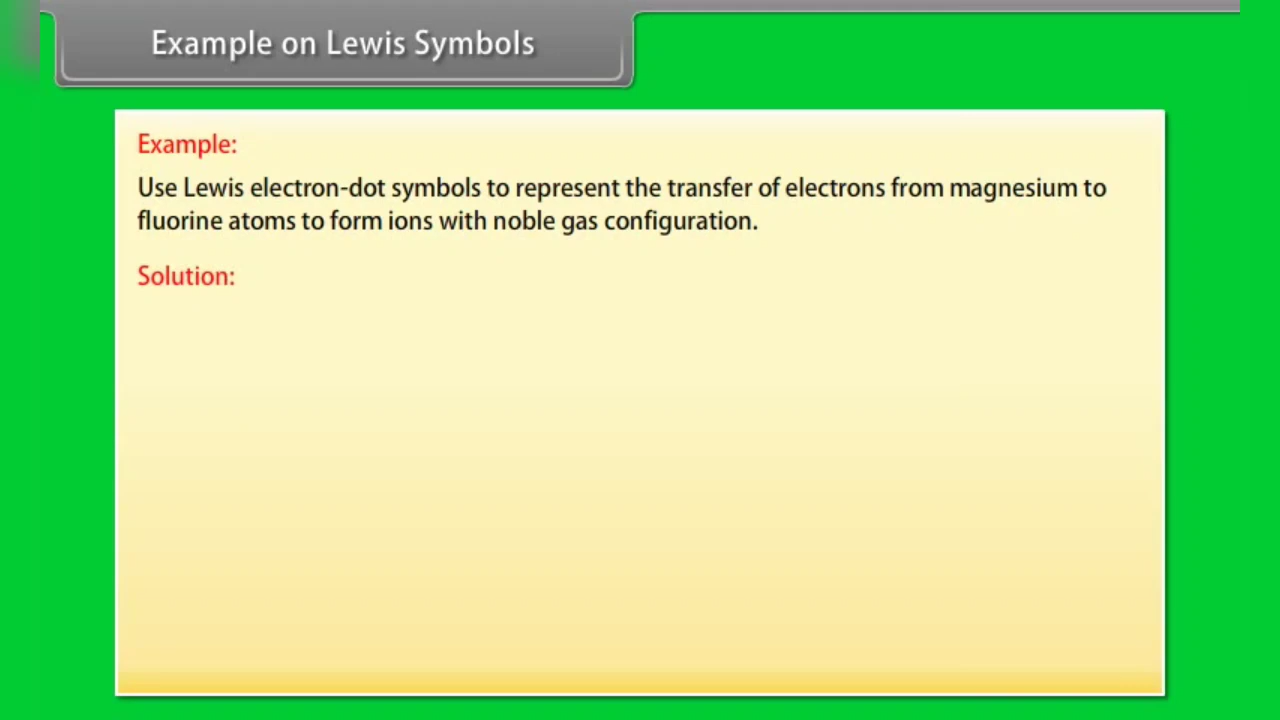 Example on Lewis Symbols
Example:
Use Lewis electron-dot symbols to represent the transfer of electrons from magnesium to
fluorine atoms to form ions with noble gas configuration.
Solution: